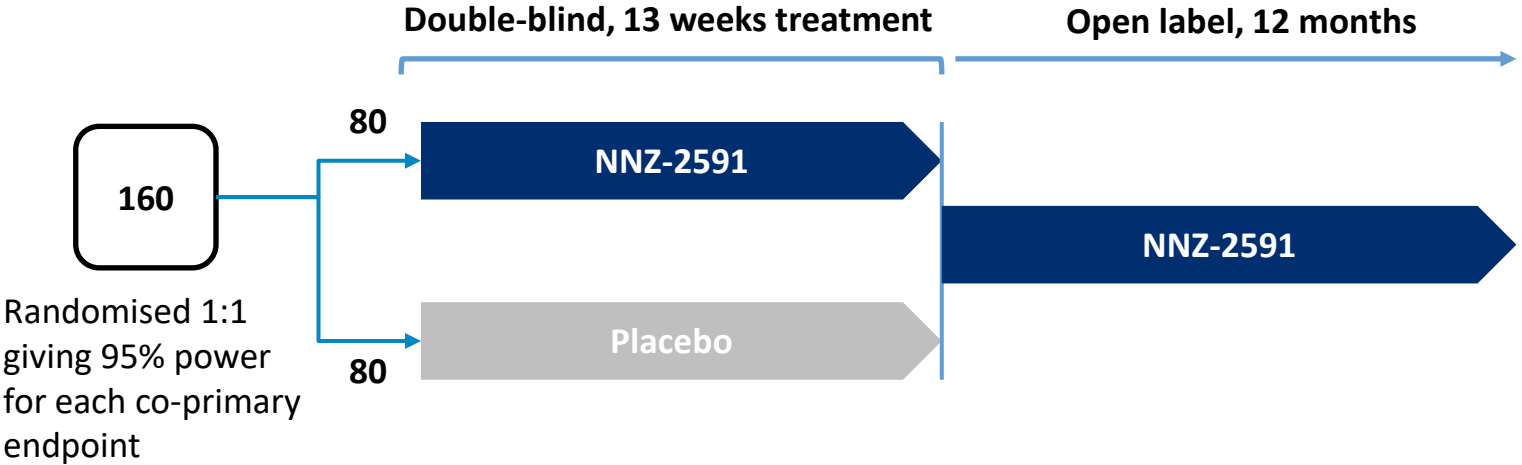 Double-blind, 13 weeks treatment
Open label, 12 months
80
NNZ-2591
160
NNZ-2591
Randomised 1:1
giving 95% power
for each co-primary
endpoint
Placebo
80